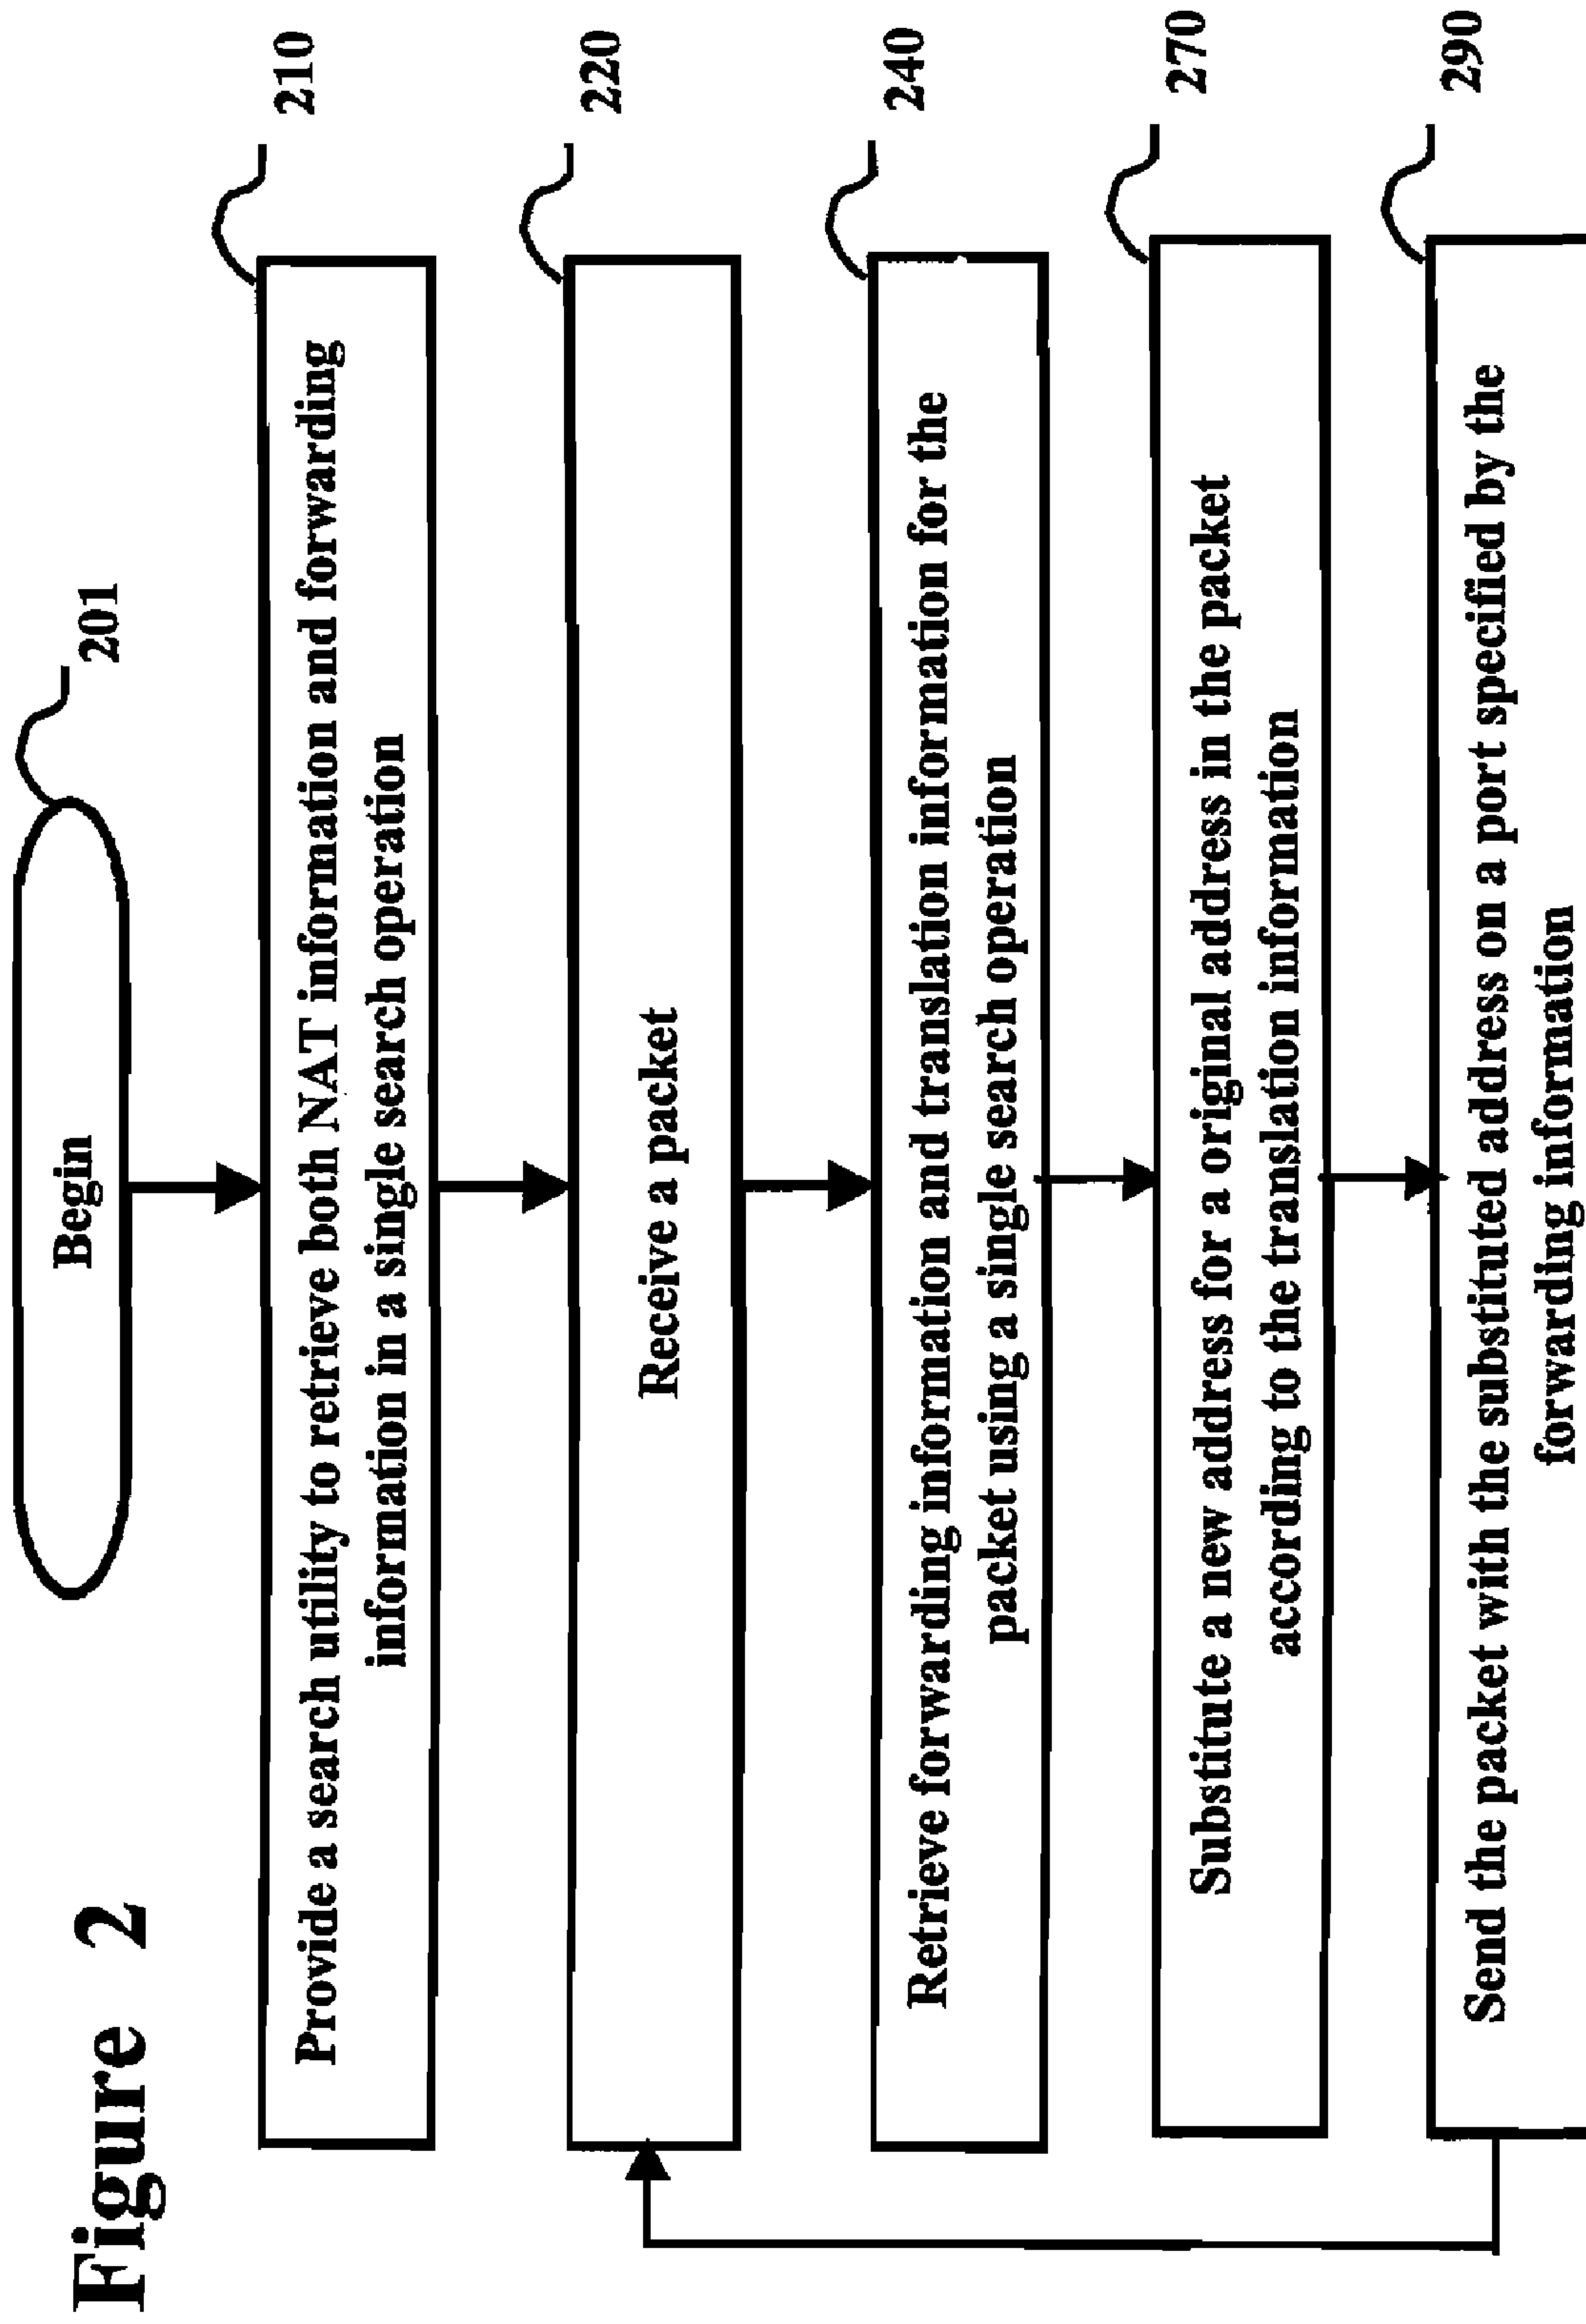 Figure 2
Begin
201
Provide a search utility to retrieve both NAT information and forwarding
information in a single search operation
210
Receive a packet
220
Retrieve forwarding information and translation information for the
packet using a single search operation
240
Substitute a new address for a original address in the packet
according to the translation information
270
Send the packet with the substituted address on a port specified by the
forwarding information
290